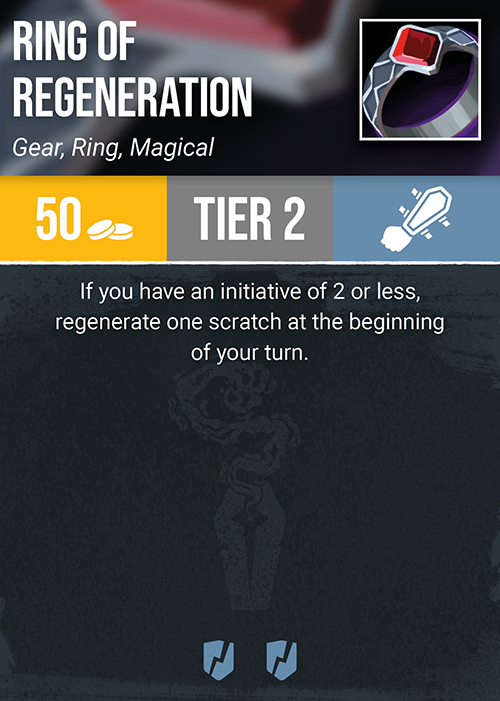 RING OF
REGENERATION
Gear, Ring, Magical
50
TIER 2
If you have an initiative of 2 or less,
regenerate one scratch at the beginning
of your turn.